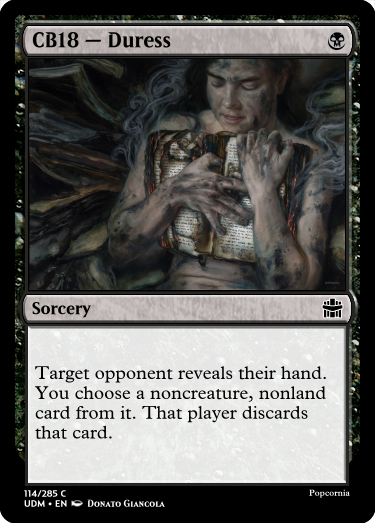 CB18 — Duress
Sorcery
Target opponent reveals their hand.
You choose a noncreature, nonland
card from it. That player discards
that card.
114/285 C
Popcornia
UDM • EN Donato Giancola